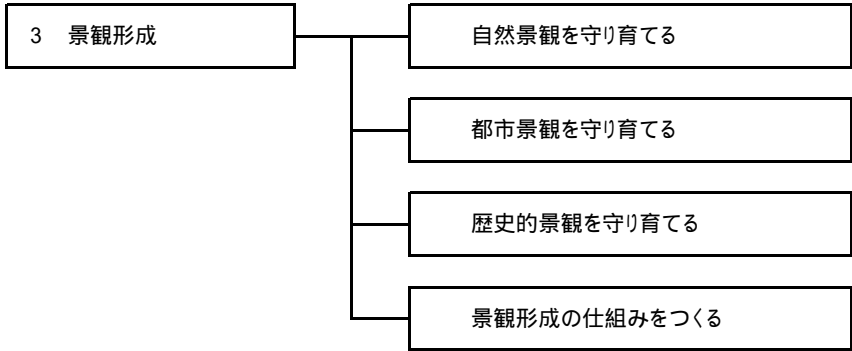 3 景観形成
自然景観を守り育てる
都市景観を守り育てる
歴史的景観を守り育てる
景観形成の仕組みをつくる